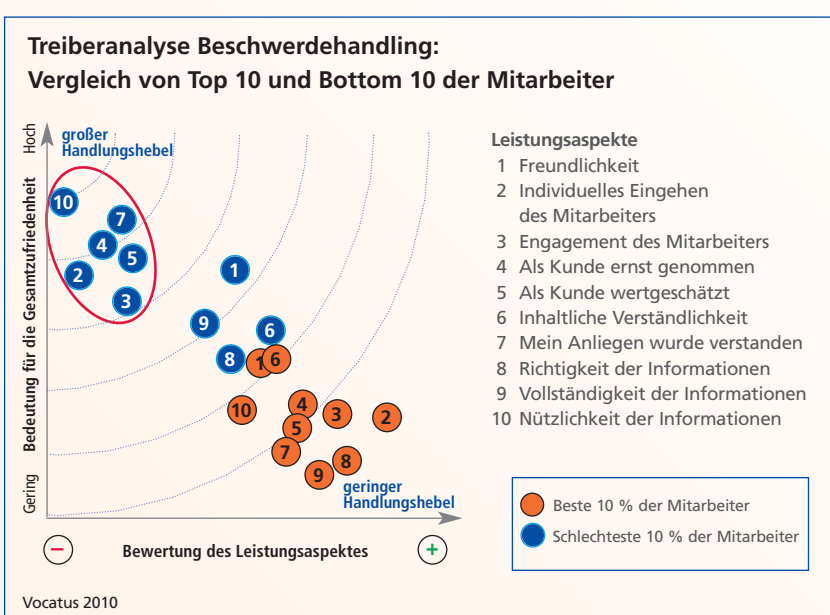 Treiberanalyse Beschwerdehandling:
Vergleich von Top 10 und Bottom 10 der Mitarbeiter
Hoch
großer
Handlungshebel
Bedeutung für die Gesamtzufriedenheit
Gering
10
7
4
5
2
3
1
9
6
8
1
6
10
4
3
2
5
7
8
9
geringer
Handlungshebel
−
Bewertung des Leistungsaspektes
+
Leistungsaspekte
1 Freundlichkeit
2 Individuelles Eingehen
des Mitarbeiters
3 Engagement des Mitarbeiters
4 Als Kunde ernst genommen
5 Als Kunde wertgeschätzt
6 Inhaltliche Verständlichkeit
7 Mein Anliegen wurde verstanden
8 Richtigkeit der Informationen
9 Vollständigkeit der Informationen
10 Nützlichkeit der Informationen
Beste 10 % der Mitarbeiter
Schlechteste 10 % der Mitarbeiter
Vocatus 2010